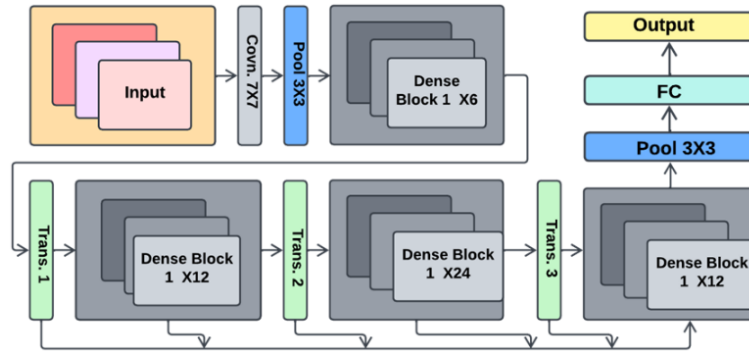 Input
Covn. 7X7
Pool 3X3
Dense
Block 1 X6
Output
FC
Pool 3X3
Trans. 1
Dense Block
1 X12
Trans. 2
Dense Block
1 X24
Trans. 3
Dense Block
1 X12